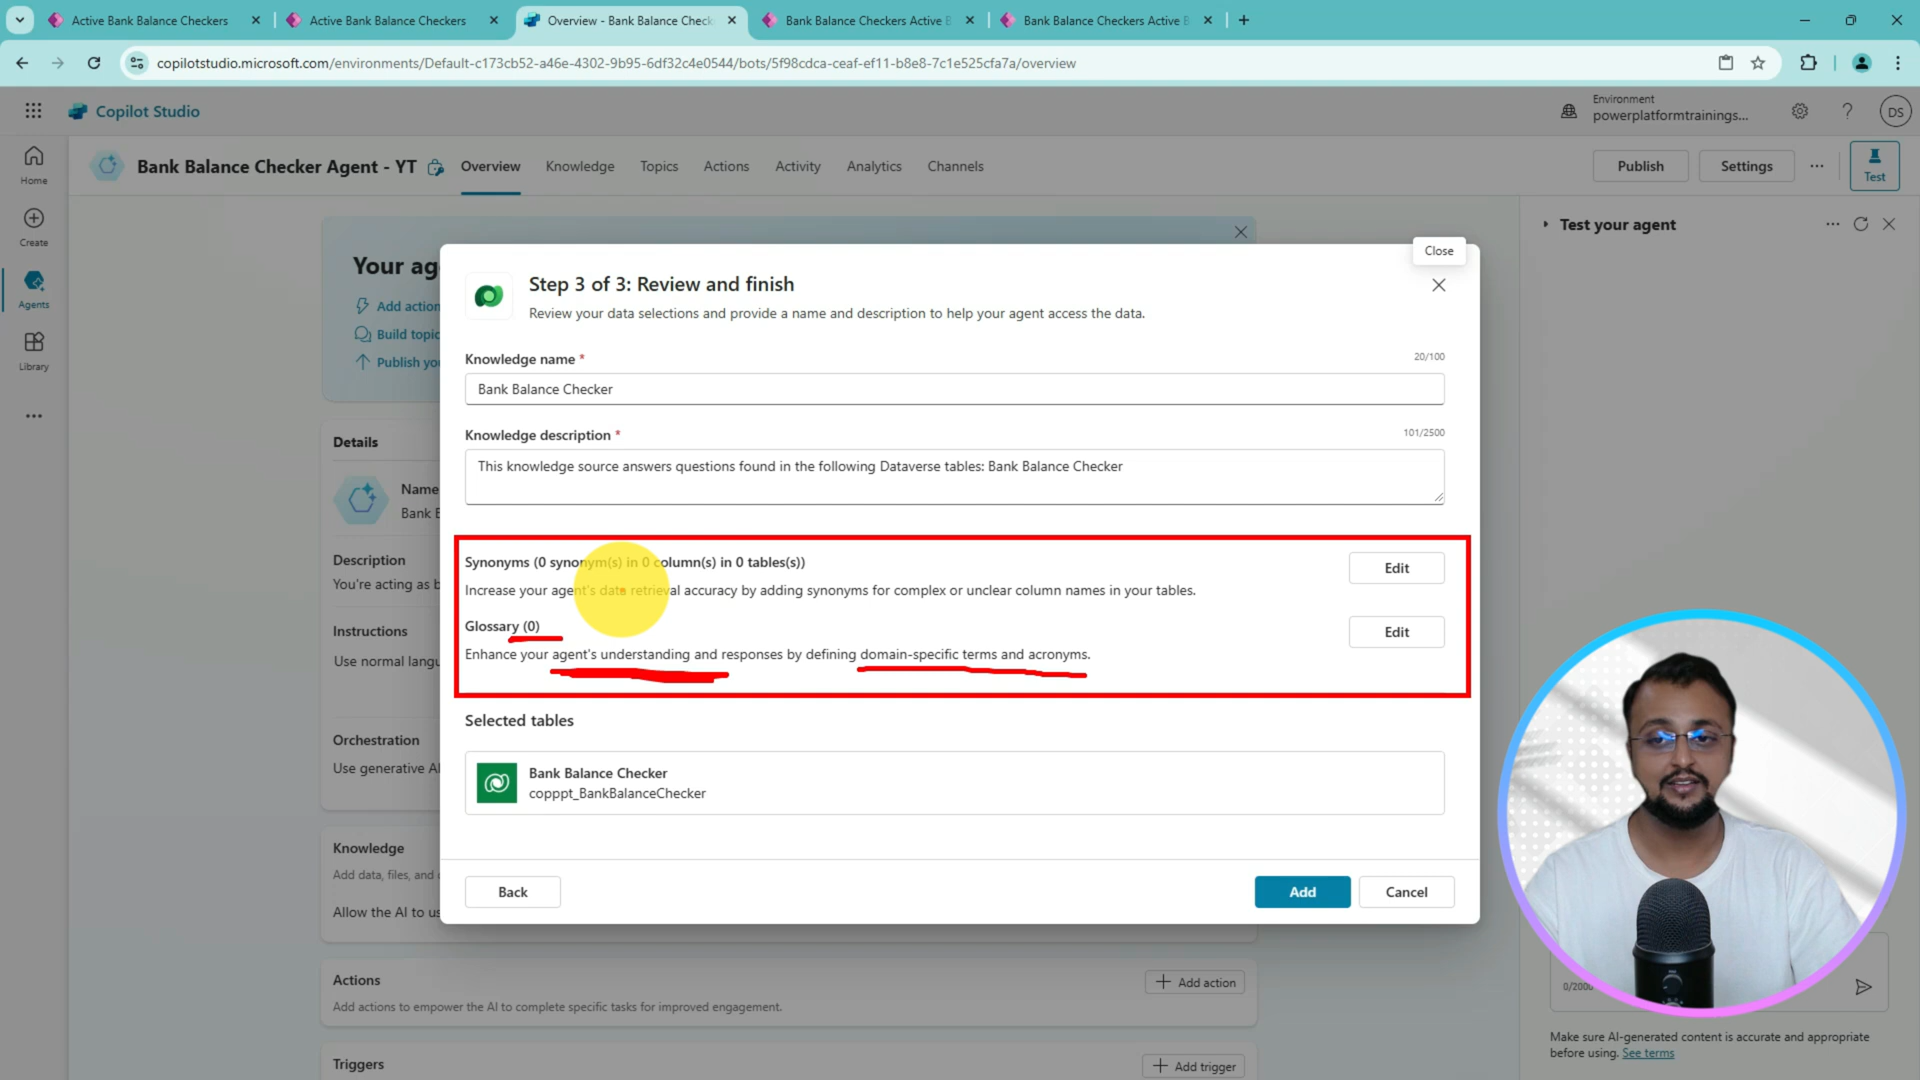 Active Bank Balance Checkers
Active Bank Balance Checkers
Overview - Bank Balance Check
Bank Balance Checkers Active B
Bank Balance Checkers Active B
copilotstudio.microsoft.com/environments/Default-c173cb52-a46e-4302-9b95-6df32c4e0544/bots/5f98cdca-ceaf-ef11-b8e8-7c1e525cfa7a/overview
Copilot Studio
Environment
powerplatformtrainings...
DS
Home
Create
Agents
Library
Bank Balance Checker Agent - YT
Overview
Knowledge
Topics
Actions
Activity
Analytics
Channels
Publish
Settings
Test
Your ag
Add action
Build topic
Publish yo
Details
Name
Bank B
Description
You're acting as b
Instructions
Use normal langu
Orchestration
Use generative AI
Knowledge
Add data, files, and
Allow the AI to us
Actions
Add actions to empower the AI to complete specific tasks for improved engagement.
Add action
Triggers
Add trigger
Close
Step 3 of 3: Review and finish
Review your data selections and provide a name and description to help your agent access the data.
Knowledge name *
20/100
Bank Balance Checker
Knowledge description *
101/2500
This knowledge source answers questions found in the following Dataverse tables: Bank Balance Checker
Synonyms (0 synonym(s) in 0 column(s) in 0 tables(s))
Edit
Increase your agent's data retrieval accuracy by adding synonyms for complex or unclear column names in your tables.
Glossary (0)
Edit
Enhance your agent's understanding and responses by defining domain-specific terms and acronyms.
Selected tables
Bank Balance Checker
copppt_BankBalanceChecker
Back
Add
Cancel
Test your agent
0/2000
Make sure AI-generated content is accurate and appropriate
before using. See terms